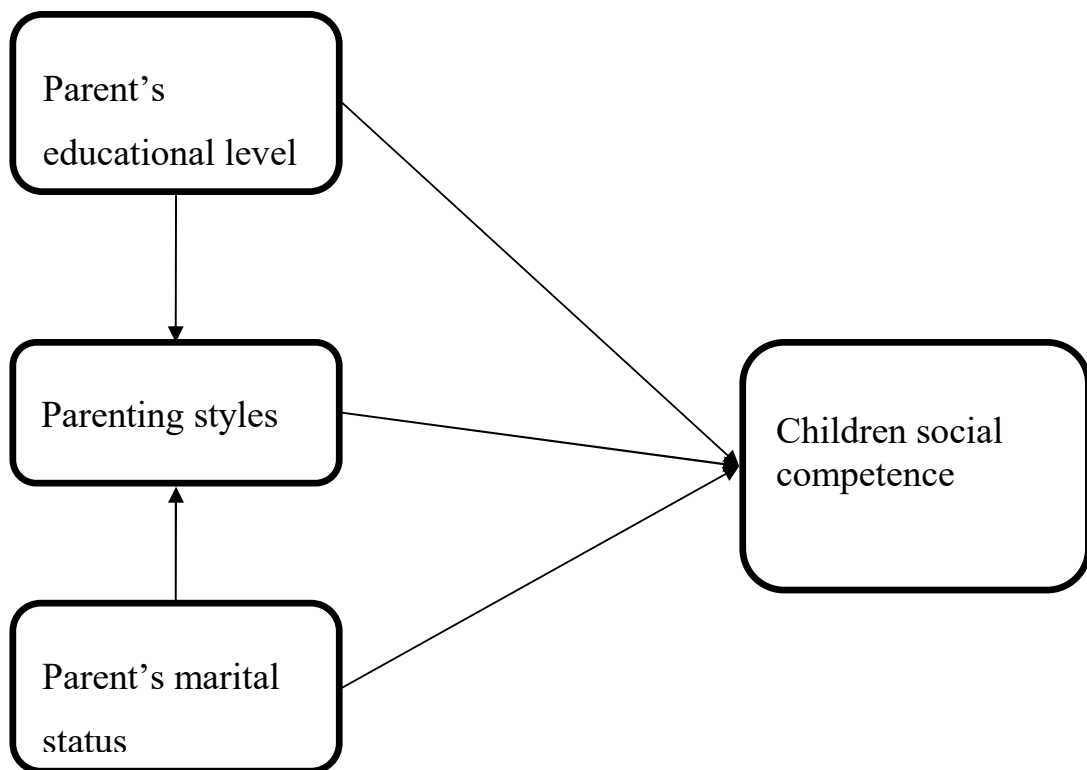 Parent’s
educational level
Parenting styles
Children social
competence
Parent’s marital
status